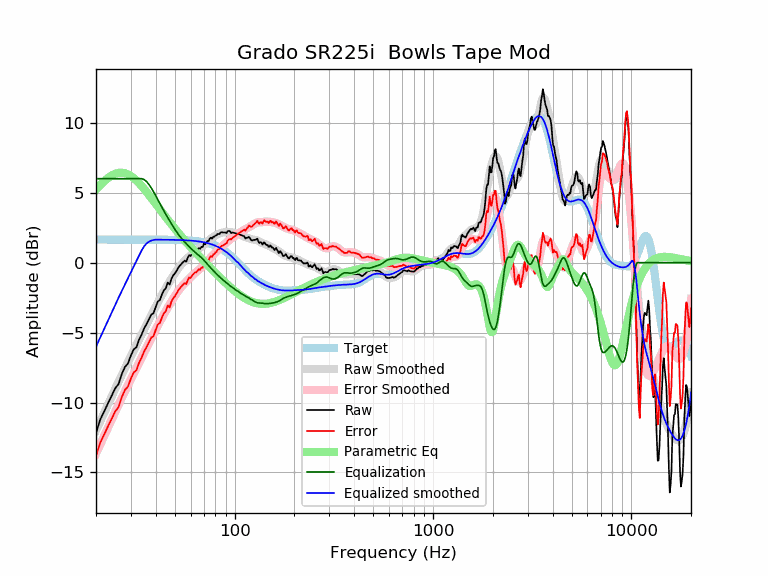 Grado SR225i  Bowls Tape Mod
Amplitude (dBr)
10
5
0
−5
−10
−15
Target
Raw Smoothed
Error Smoothed
Raw
Error
Parametric Eq
Equalization
Equalized smoothed
100
1000
10000
Frequency (Hz)